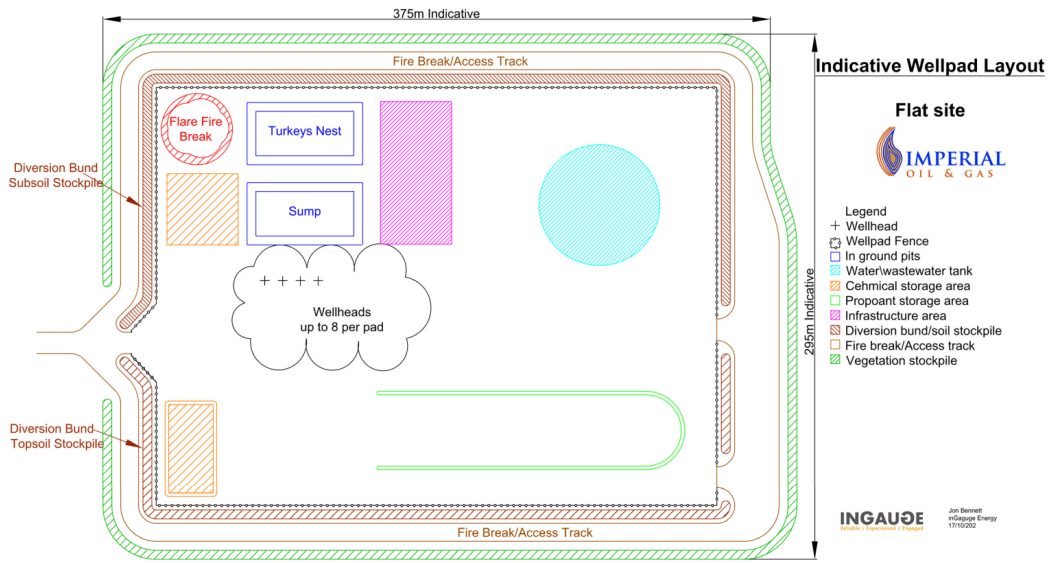 375m Indicative
Fire Break/Access Track
Indicative Wellpad Layout
Flat site
IMPERIAL
OIL & GAS
Flare Fire
Break
Turkeys Nest
Sump
Diversion Bund
Subsoil Stockpile
Wellheads
up to 8 per pad
295m Indicative
Legend
Wellhead
Wellpad Fence
In ground pits
Water\wastewater tank
Cehmical storage area
Propoant storage area
Infrastructure area
Diversion bund/soil stockpile
Fire break/Access track
Vegetation stockpile
Diversion Bund
Topsoil Stockpile
Fire Break/Access Track
INGAUGE
Reliable | Experienced | Engaged
Jon Bennett
inGaguge Energy
17/10/202